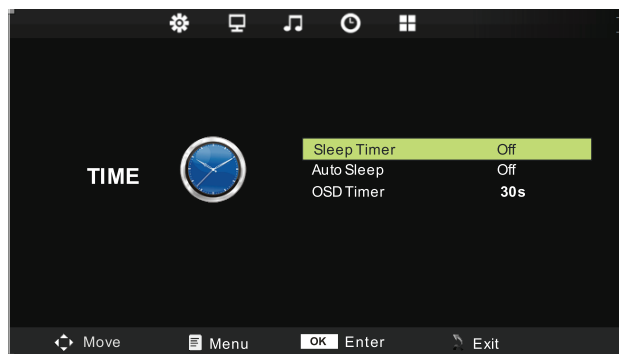 TIME
Sleep Timer Off
Auto Sleep Off
OSD Timer 30s
Move Menu OK Enter Exit